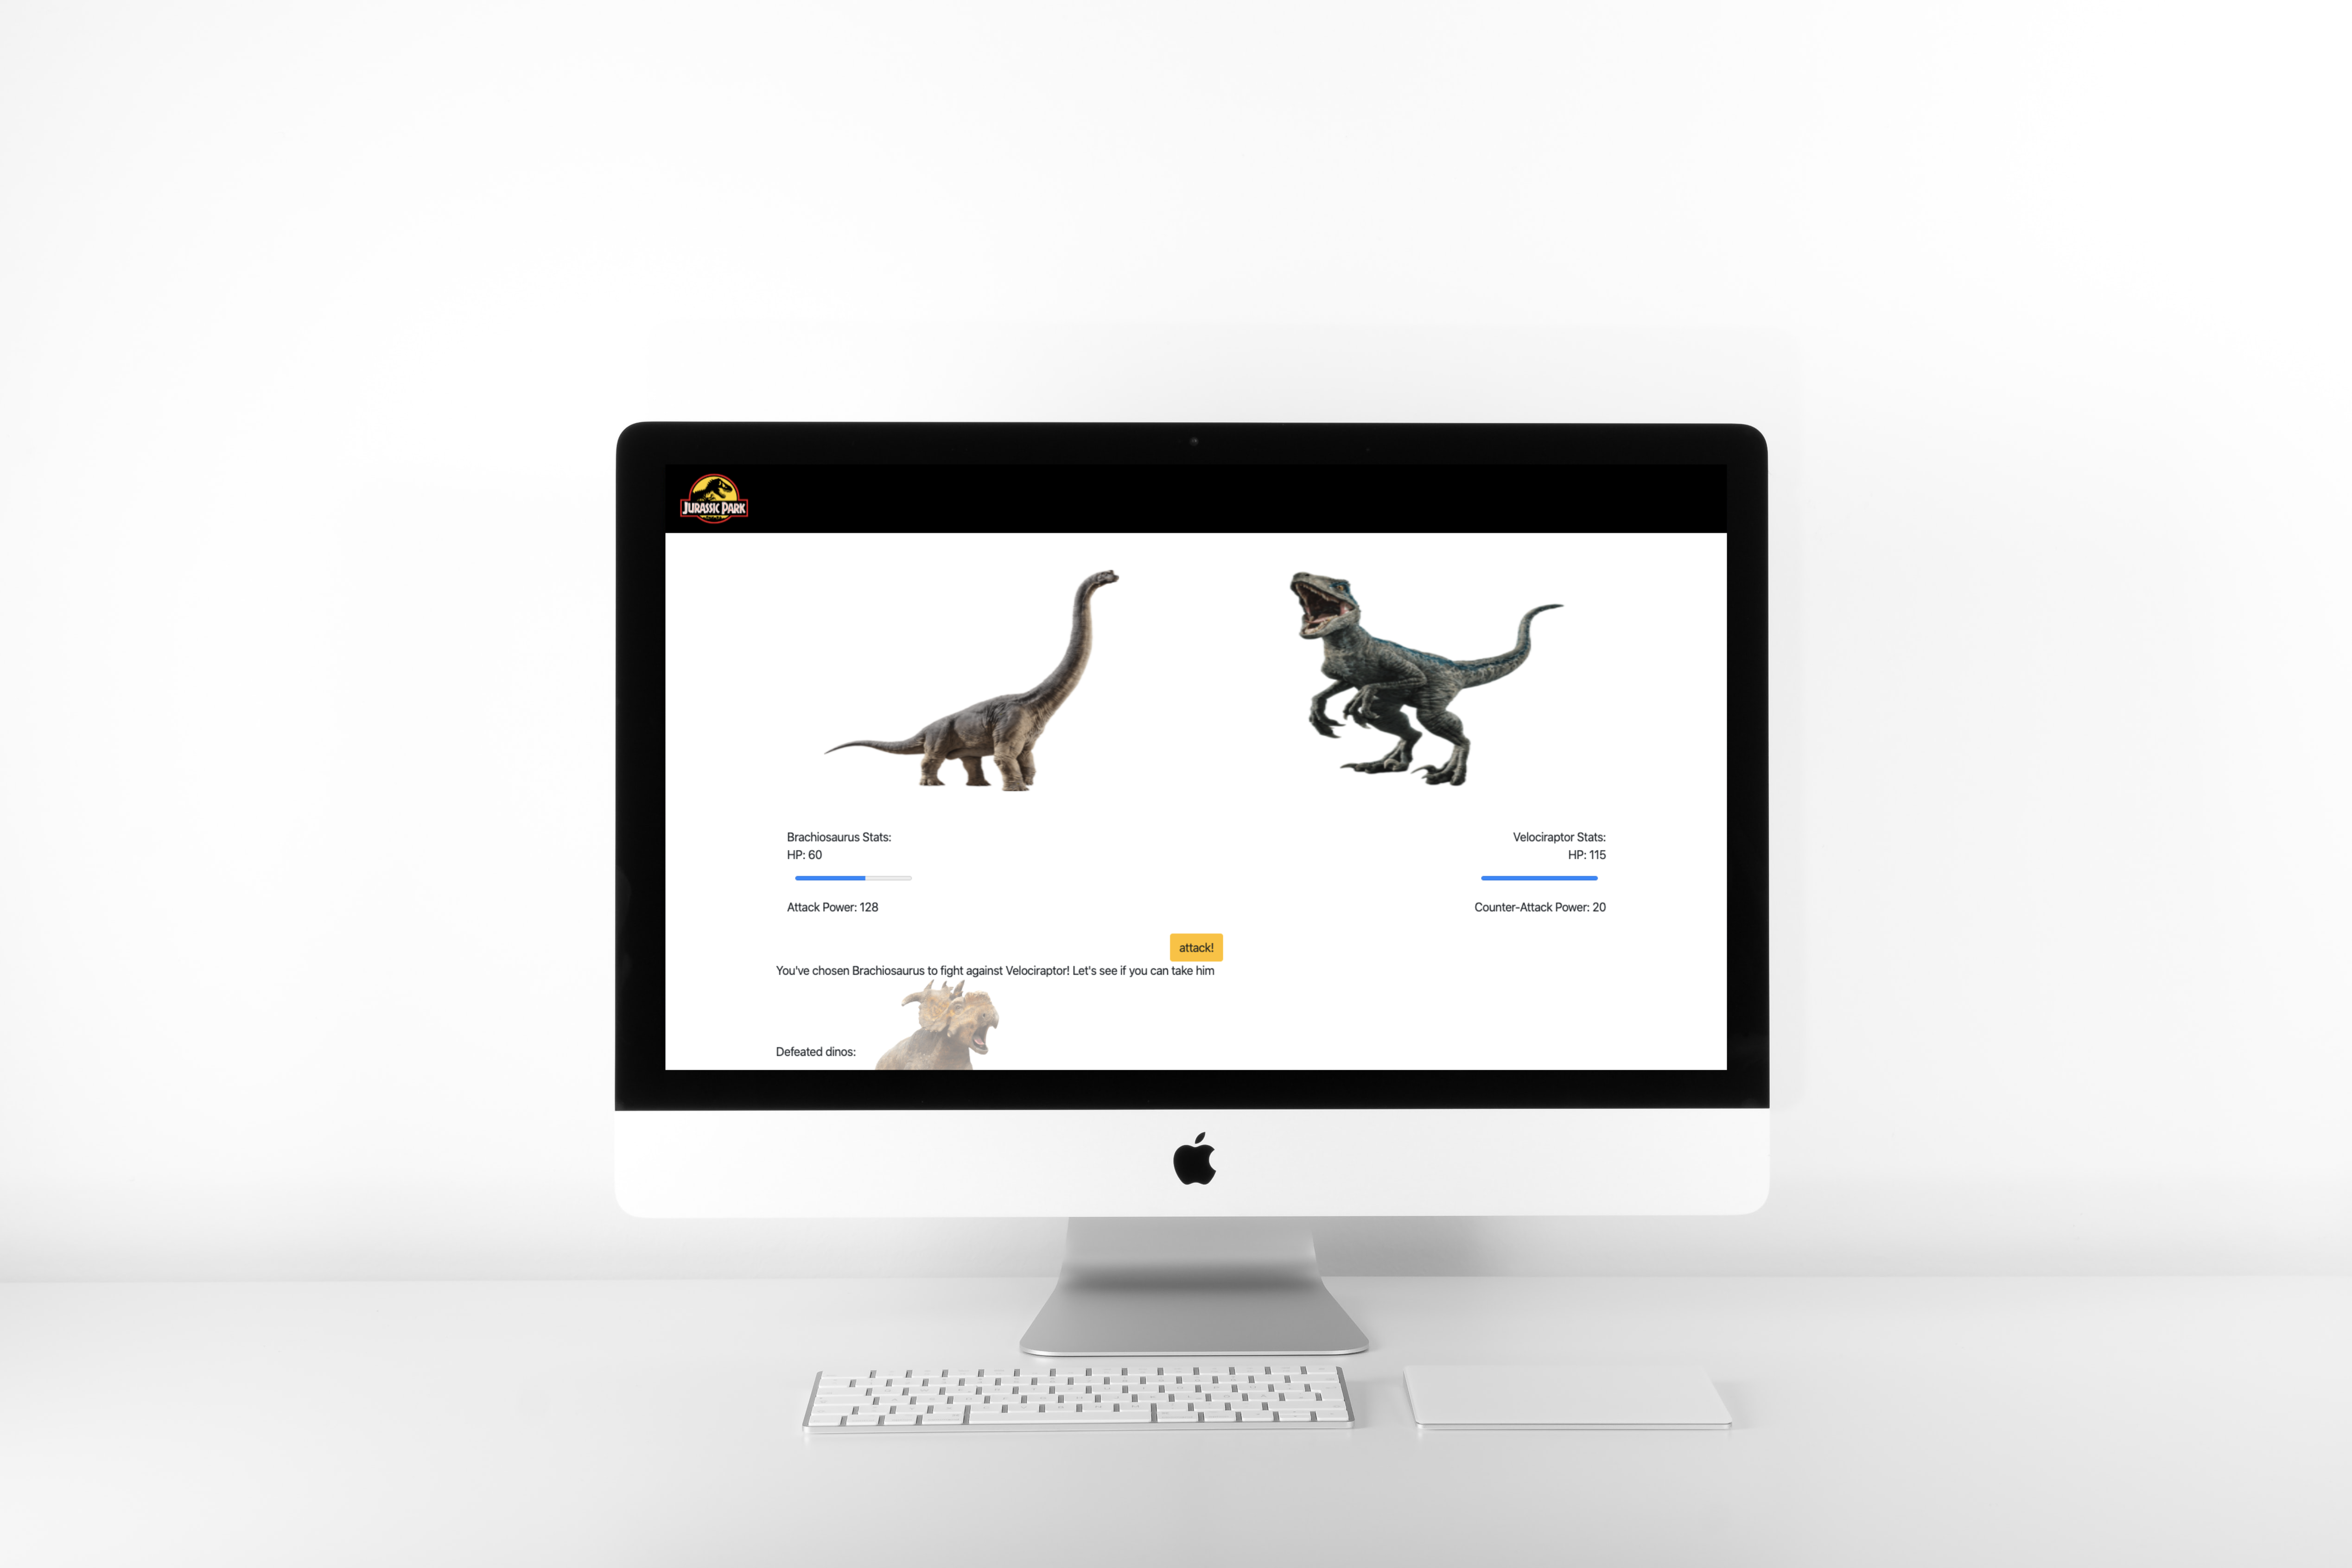 JURASSIC PARK
Brachiosaurus Stats:
HP: 60
Attack Power: 128
Velociraptor Stats:
HP: 115
Counter-Attack Power: 20
attack!
You've chosen Brachiosaurus to fight against Velociraptor! Let's see if you can take him
Defeated dinos: